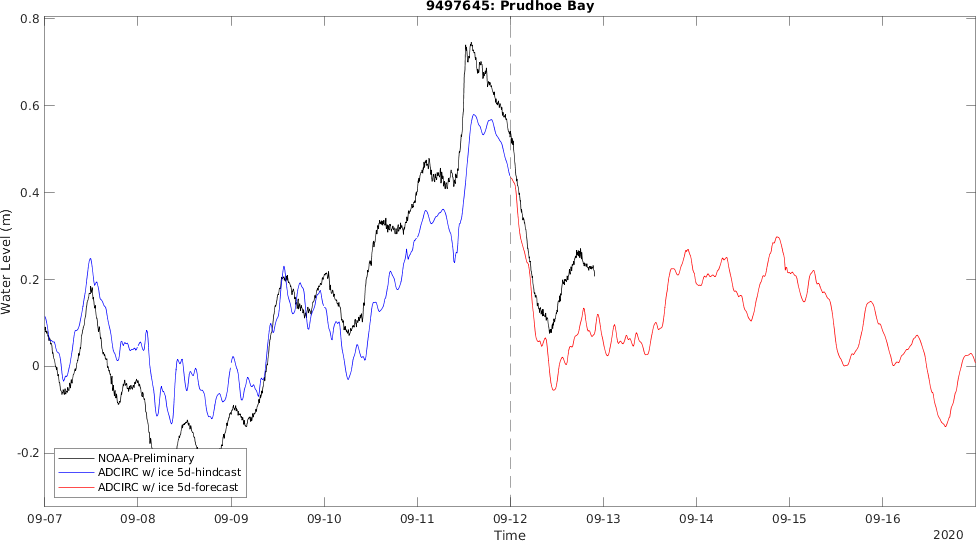 9497645: Prudhoe Bay
0.8
0.6
0.4
0.2
0
-0.2
Water Level (m)
NOAA-Preliminary
ADCIRC w/ ice 5d-hindcast
ADCIRC w/ ice 5d-forecast
09-07 09-08 09-09 09-10 09-11 09-12 09-13 09-14 09-15 09-16
Time
2020